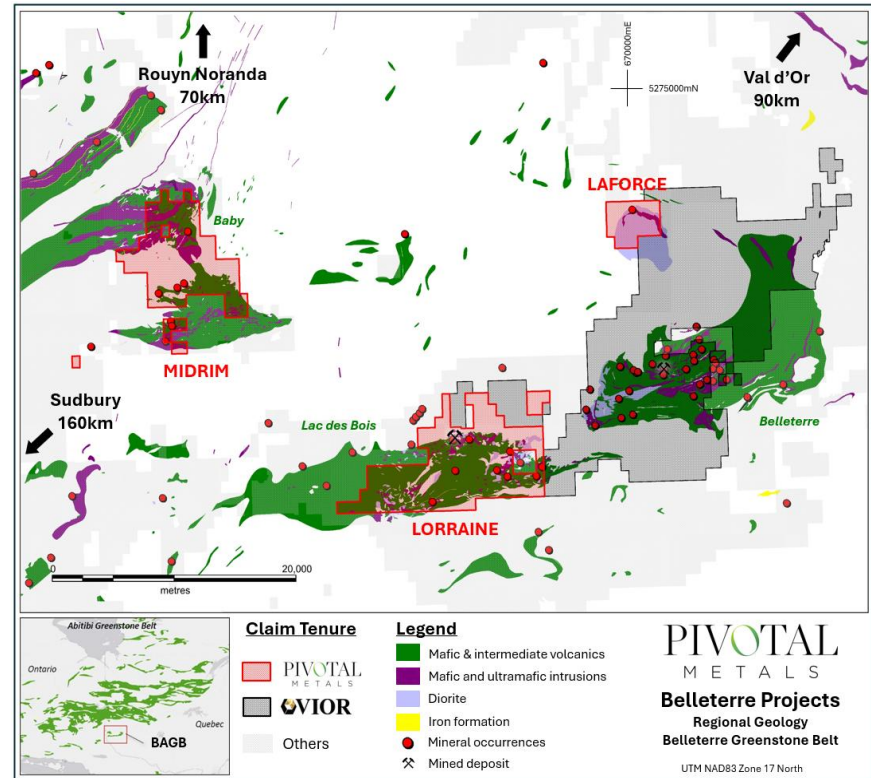 Rouyn Noranda
70km
670000mE
5275000mN
Val d'Or
90km
LAFORCE
Baby
MIDRIM
Sudbury
160km
Lac des Bois
Belleterre
LORRAINE
20,000
metres
Abitibi Greenstone Belt
Ontario
Quebec
BAGB
Claim Tenure
PIVOTAL
METALS
VIOR
Others
Legend
Mafic & intermediate volcanics
Mafic and ultramafic intrusions
Diorite
Iron formation
Mineral occurrences
Mined deposit
PIVOTAL
METALS
Belleterre Projects
Regional Geology
Belleterre Greenstone Belt
UTM NAD83 Zone 17 North